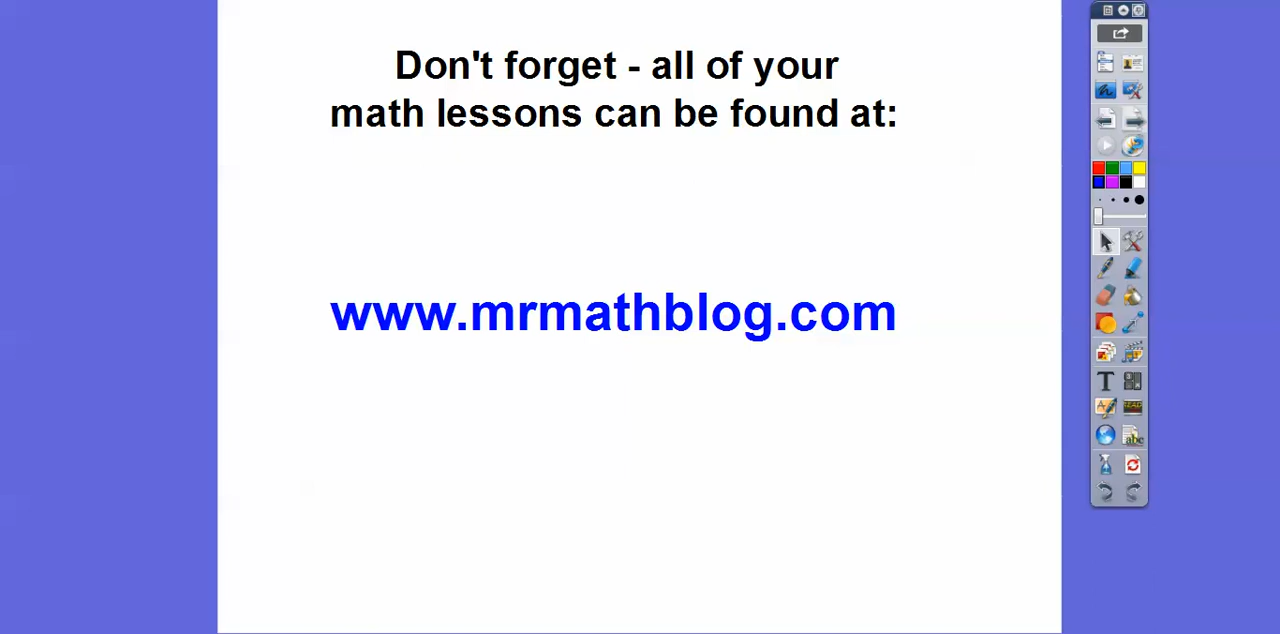 Don't forget - all of your
math lessons can be found at:
www.mrmathblog.com